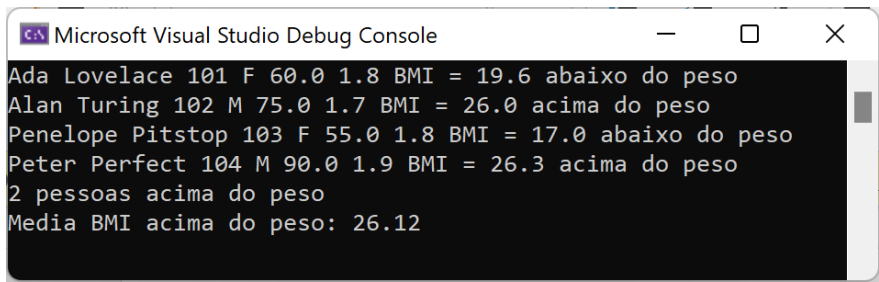 Microsoft Visual Studio Debug Console
Ada Lovelace 101 F 60.0 1.8 BMI = 19.6 abaixo do peso
Alan Turing 102 M 75.0 1.7 BMI = 26.0 acima do peso
Penelope Pitstop 103 F 55.0 1.8 BMI = 17.0 abaixo do peso
Peter Perfect 104 M 90.0 1.9 BMI = 26.3 acima do peso
2 pessoas acima do peso
Media BMI acima do peso: 26.12